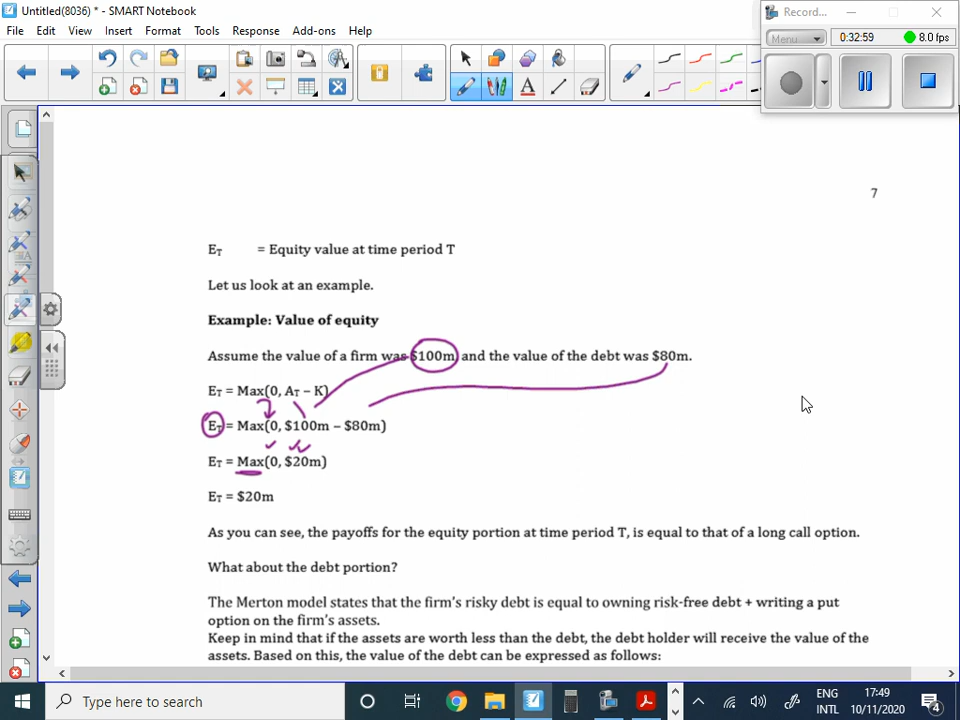 Untitled(8036) * - SMART Notebook
Record...
File Edit View Insert Format Tools Response Add-ons Help
Menu
0:32:59
8.0 fps
7
ET = Equity value at time period T
Let us look at an example.
Example: Value of equity
Assume the value of a firm was $100m and the value of the debt was $80m.
ET = Max(0, AT – K)
ET = Max(0, $100m – $80m)
ET = Max(0, $20m)
ET = $20m
As you can see, the payoffs for the equity portion at time period T, is equal to that of a long call option.
What about the debt portion?
The Merton model states that the firm's risky debt is equal to owning risk-free debt + writing a put
option on the firm's assets.
Keep in mind that if the assets are worth less than the debt, the debt holder will receive the value of the
assets. Based on this, the value of the debt can be expressed as follows:
Type here to search
ENG
INTL
17:49
10/11/2020
4